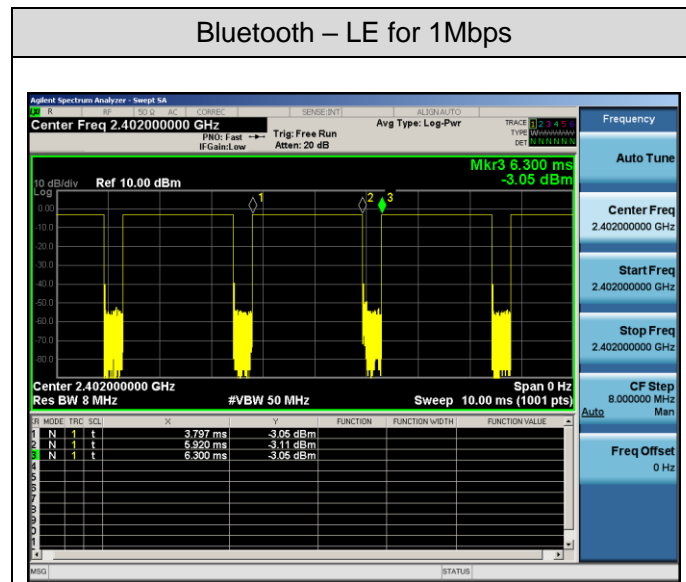 Bluetooth – LE for 1Mbps
Agilent Spectrum Analyzer - Swept SA
R RF 50 Ω AC CORREC SENSE:INT ALIGNAUTO
Center Freq 2.402000000 GHz
PNO: Fast
IFGain:Low
Trig: Free Run
Atten: 20 dB
Avg Type: Log-Pwr
TRACE 1 2 3 4 5 6
TYPE
DET N N N N N N
Mkr3 6.300 ms
-3.05 dBm
10 dB/div Ref 10.00 dBm
Log
1 2 3
0.00
-10.0
-20.0
-30.0
-40.0
-50.0
-60.0
-70.0
-80.0
Center 2.402000000 GHz Span 0 Hz
Res BW 8 MHz #VBW 50 MHz Sweep 10.00 ms (1001 pts)
MODE TRC SCL X Y FUNCTION FUNCTION WIDTH FUNCTION VALUE
1 N 1 t 3.797 ms -3.05 dBm
2 N 1 t 5.920 ms -3.11 dBm
3 N 1 t 6.300 ms -3.05 dBm
4
5
6
7
8
9
0
1
MSG STATUS
Frequency
Auto Tune
Center Freq
2.402000000 GHz
Start Freq
2.402000000 GHz
Stop Freq
2.402000000 GHz
CF Step
8.000000 MHz
Auto Man
Freq Offset
0 Hz